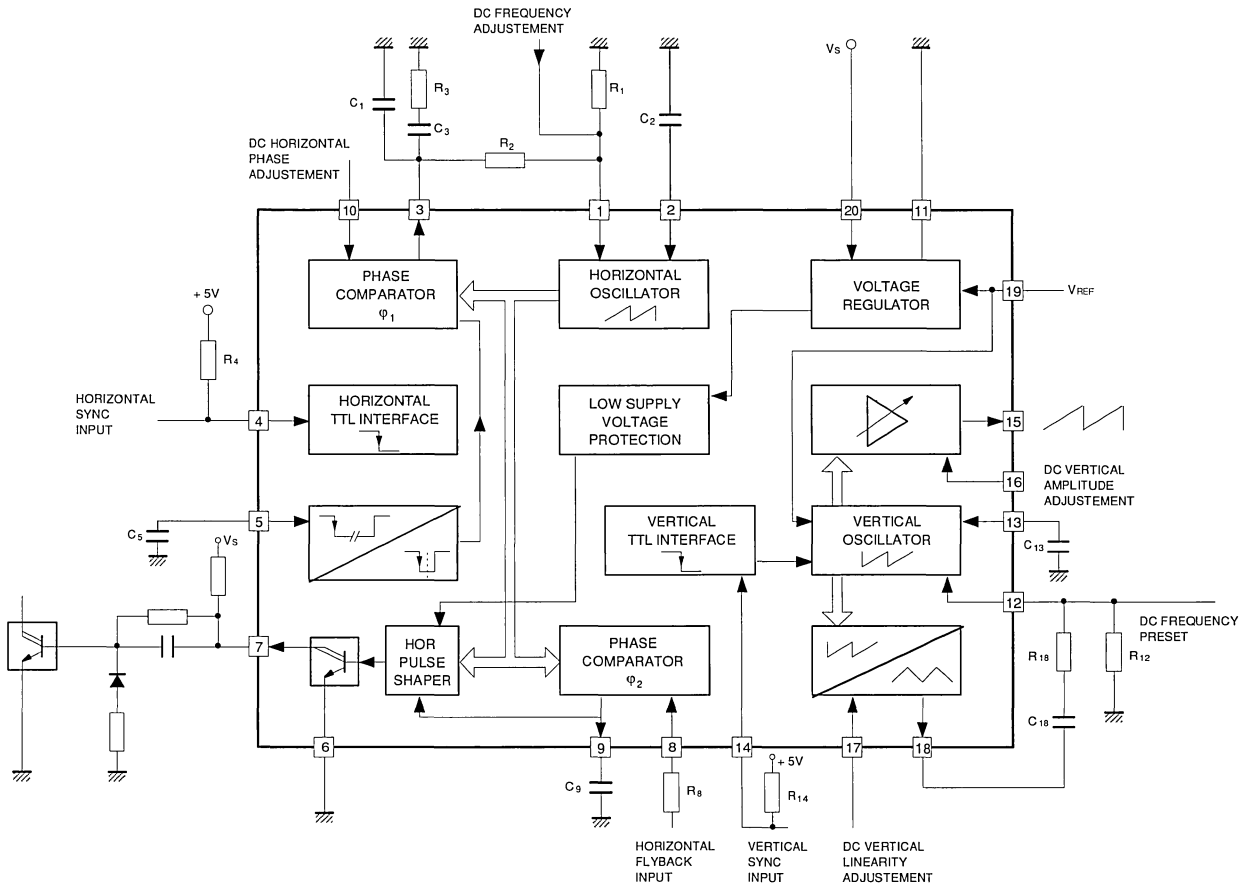 DC FREQUENCY
ADJUSTEMENT
VS
R3
R1
C1
C2
C3
R2
DC HORIZONTAL
PHASE
ADJUSTEMENT
10
3
1
2
20
11
PHASE
COMPARATOR
φ1
HORIZONTAL
OSCILLATOR
VOLTAGE
REGULATOR
19
VREF
+ 5V
R4
HORIZONTAL
SYNC
INPUT
4
HORIZONTAL
TTL INTERFACE
LOW SUPPLY
VOLTAGE
PROTECTION
15
16
DC VERTICAL
AMPLITUDE
ADJUSTEMENT
C5
5
VERTICAL
TTL INTERFACE
VERTICAL
OSCILLATOR
13
C13
VS
12
DC FREQUENCY
PRESET
7
HOR
PULSE
SHAPER
PHASE
COMPARATOR
φ2
R18
R12
C18
6
9
8
14
17
18
C9
R8
+ 5V
R14
HORIZONTAL
FLYBACK
INPUT
VERTICAL
SYNC
INPUT
DC VERTICAL
LINEARITY
ADJUSTEMENT